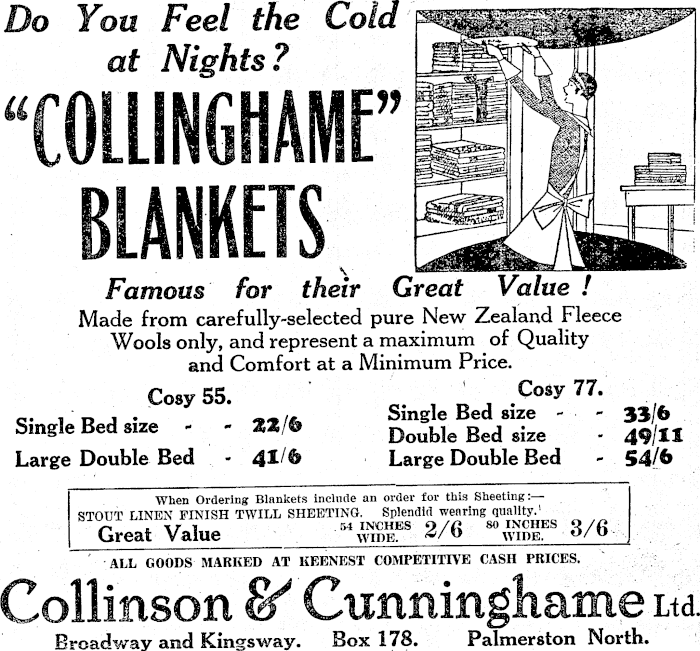 Do You Feel the Cold
at Nights?
"COLLINGHAME"
BLANKETS
Famous for their Great Value!
Made from carefully-selected pure New Zealand Fleece
Wools only, and represent a maximum of Quality
and Comfort at a Minimum Price.
Cosy 55.
Single Bed size - - 22/6
Large Double Bed - 41/6
Cosy 77.
Single Bed size - - 33/6
Double Bed size - 49/11
Large Double Bed - 54/6
When Ordering Blankets include an order for this Sheeting:—
STOUT LINEN FINISH TWILL SHEETING. Splendid wearing quality.
Great Value 54 INCHES WIDE. 2/6 80 INCHES WIDE. 3/6
ALL GOODS MARKED AT KEENEST COMPETITIVE CASH PRICES.
Collinson & Cunninghame Ltd.
Broadway and Kingsway. Box 178. Palmerston North.